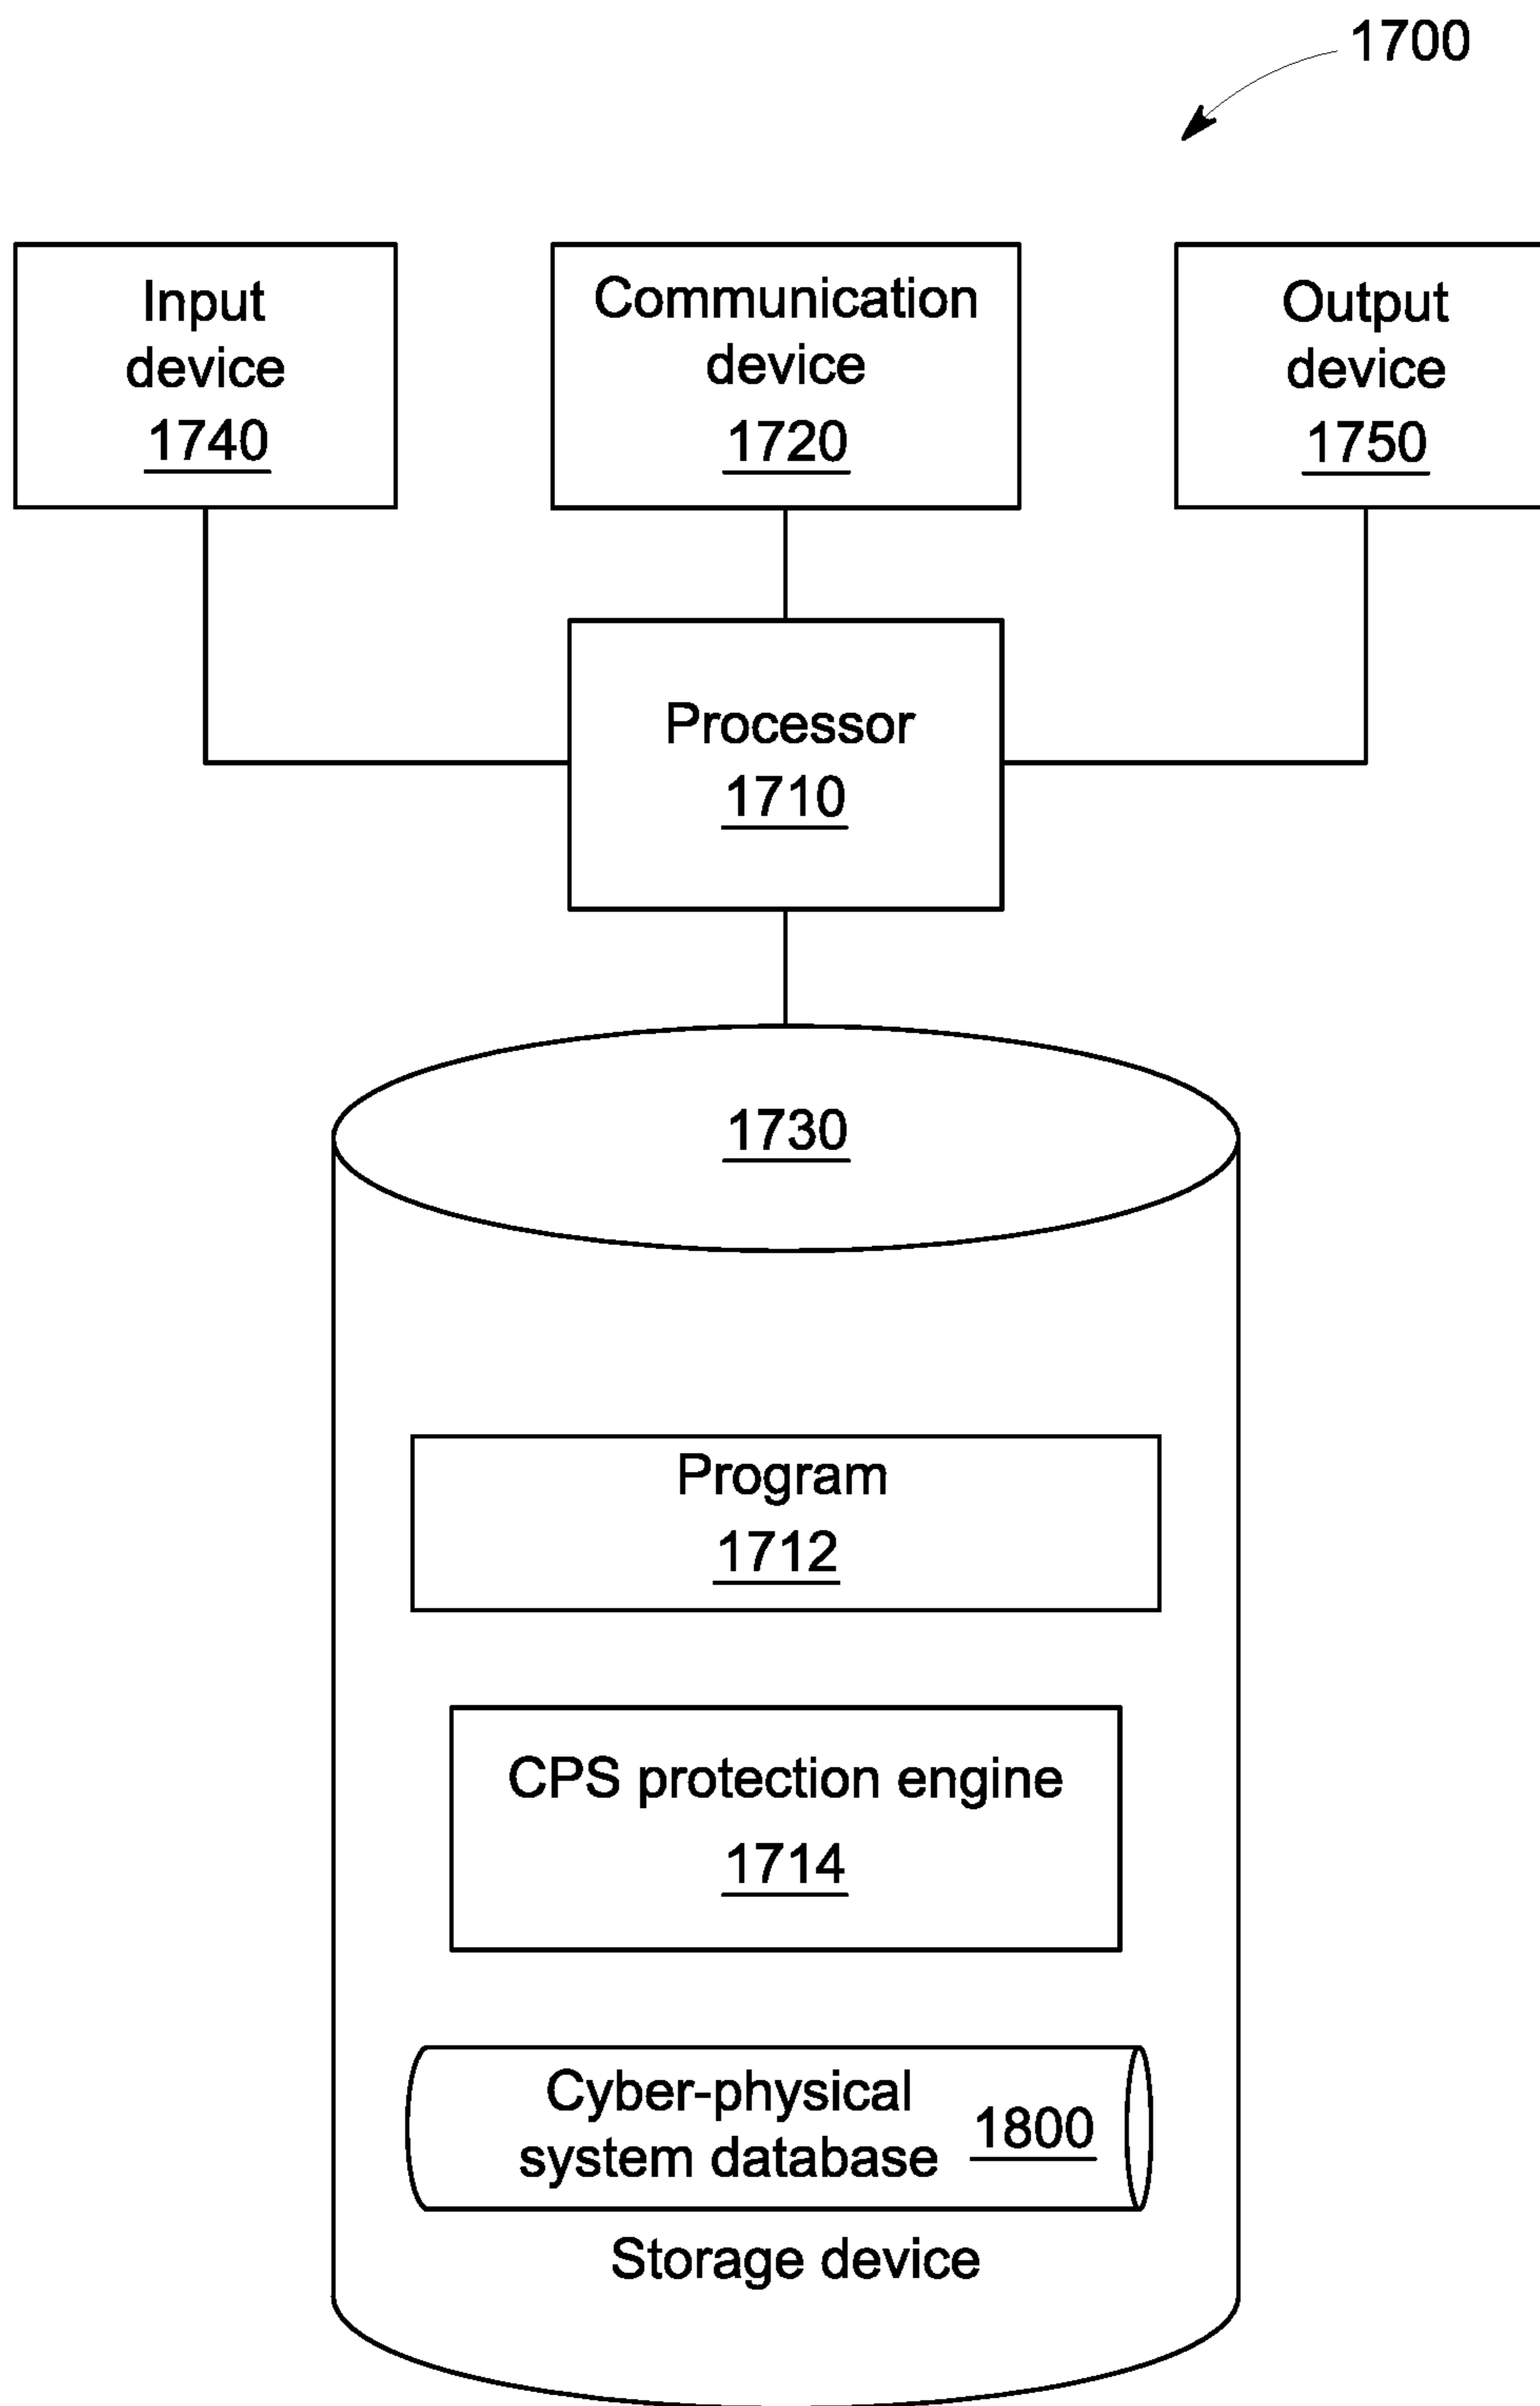 1700
Input
device
1740
Communication
device
1720
Output
device
1750
Processor
1710
1730
Program
1712
CPS protection engine
1714
Cyber-physical
system database
1800
Storage device